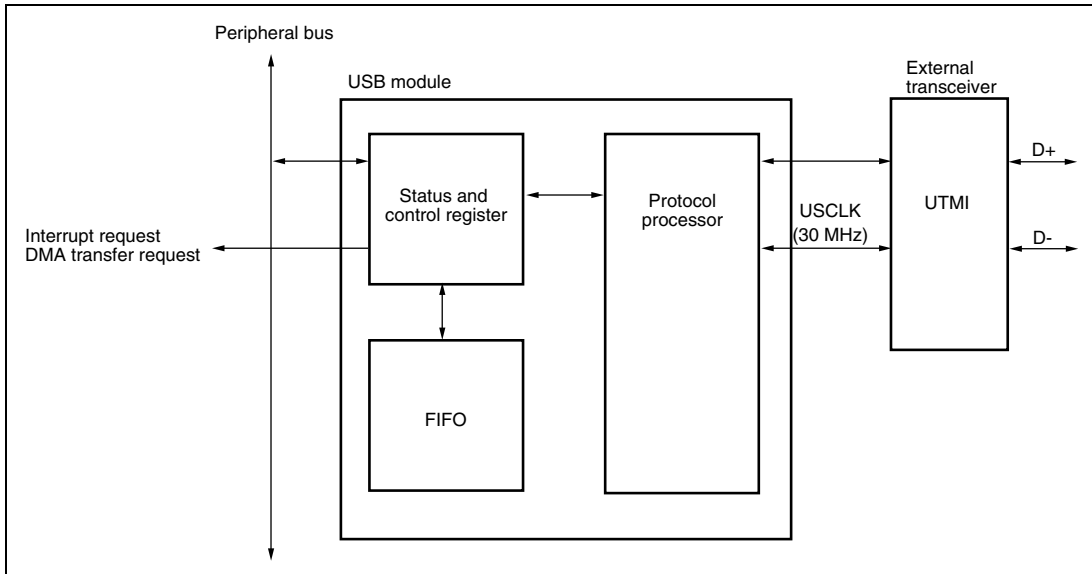 Peripheral bus
USB module
External
transceiver
Status and
control register
Protocol
processor
USCLK
(30 MHz)
UTMI
D+
D-
Interrupt request
DMA transfer request
FIFO